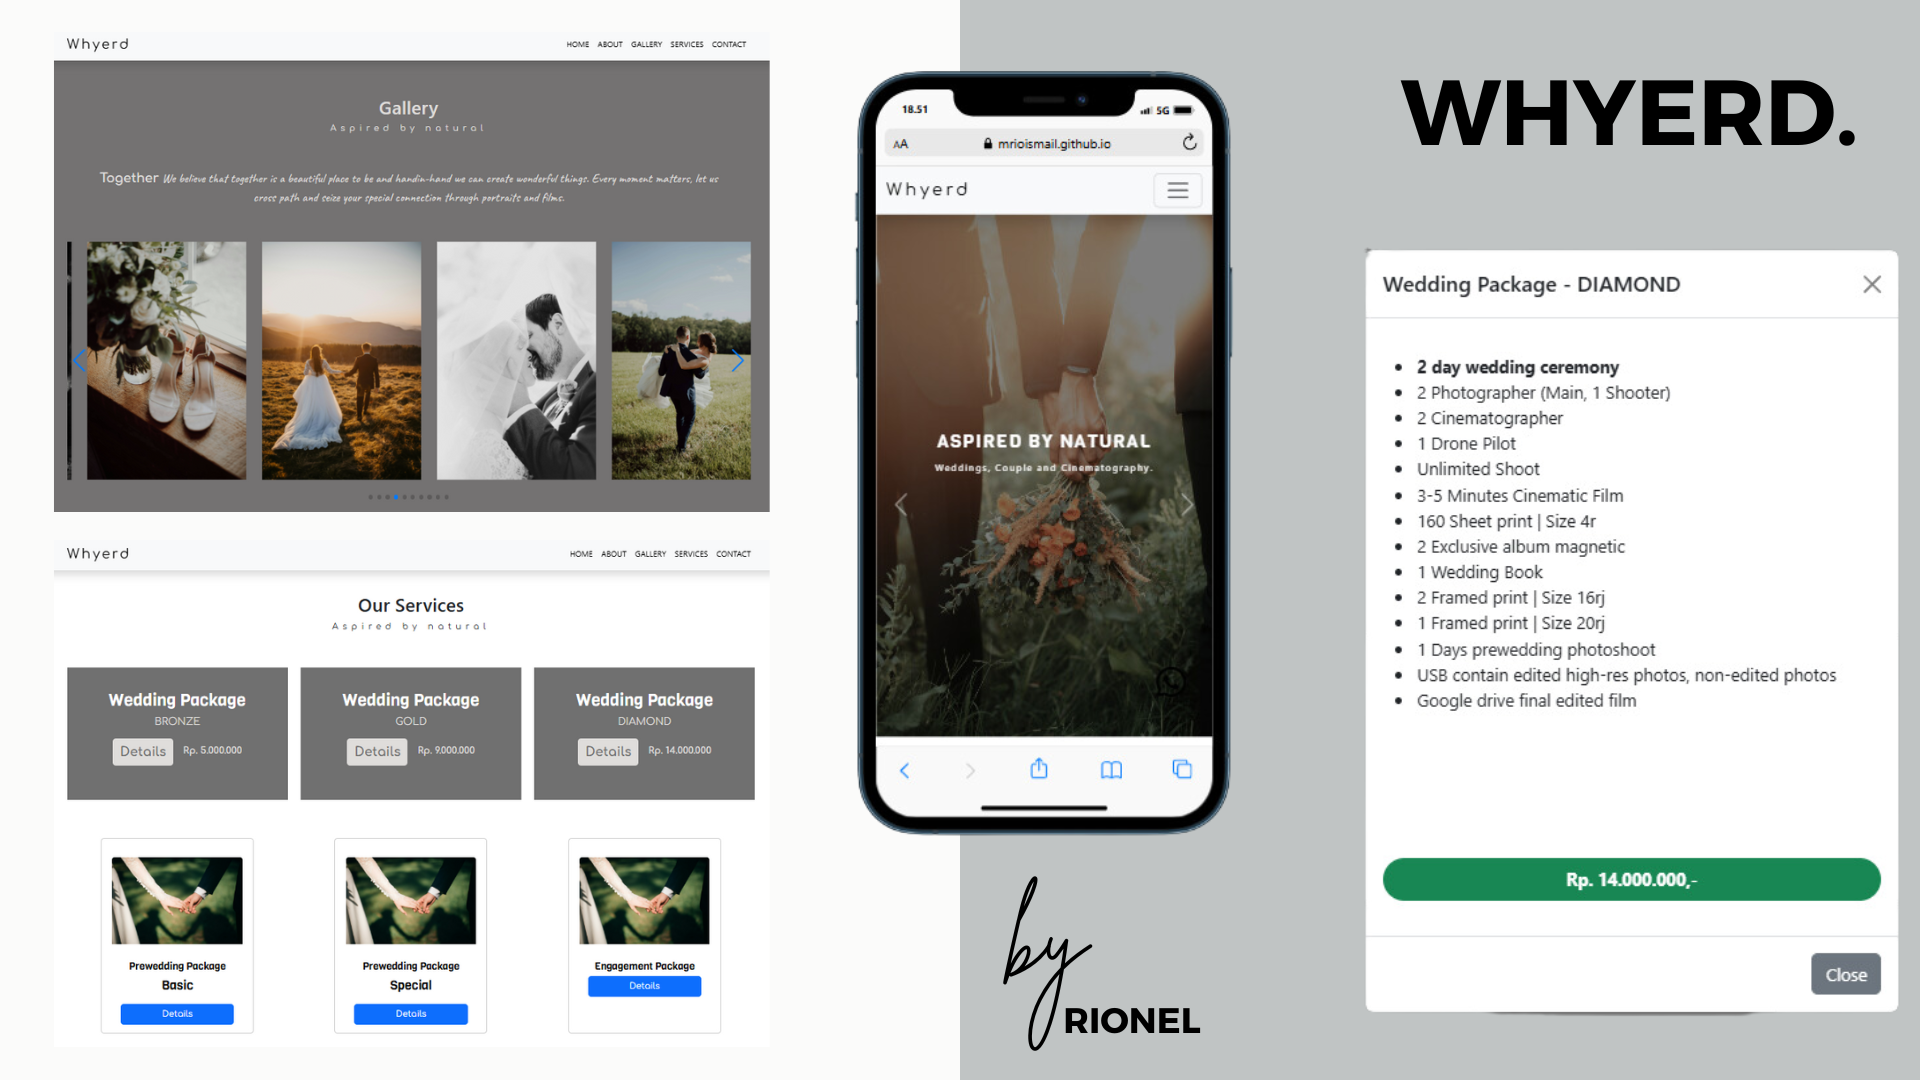 Whyerd
HOME ABOUT GALLERY SERVICES CONTACT
Gallery
Aspired by natural
Together We believe that together is a beautiful place to be and handin-hand we can create wonderful things. Every moment matters, let us
cross path and seize your special connection through portraits and films.
Whyerd
HOME ABOUT GALLERY SERVICES CONTACT
Our Services
Aspired by natural
Wedding Package
BRONZE
Details Rp. 5.000.000
Wedding Package
GOLD
Details Rp. 9.000.000
Wedding Package
DIAMOND
Details Rp. 14.000.000
Prewedding Package
Basic
Details
Prewedding Package
Special
Details
Engagement Package
Details
18.51
5G
AA mrioismail.github.io
Whyerd
ASPIRED BY NATURAL
Weddings, Couple and Cinematography.
by
RIONEL
WHYERD.
Wedding Package - DIAMOND
2 day wedding ceremony
2 Photographer (Main, 1 Shooter)
2 Cinematographer
1 Drone Pilot
Unlimited Shoot
3-5 Minutes Cinematic Film
160 Sheet print | Size 4r
2 Exclusive album magnetic
1 Wedding Book
2 Framed print | Size 16rj
1 Framed print | Size 20rj
1 Days prewedding photoshoot
USB contain edited high-res photos, non-edited photos
Google drive final edited film
Rp. 14.000.000,-
Close